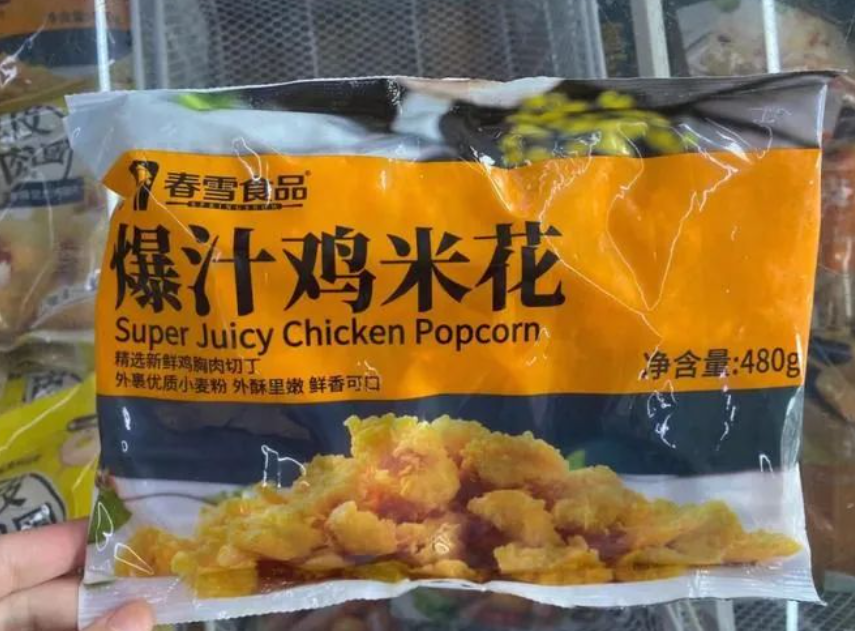 春雪食品
SPRINGSNOW
爆汁鸡米花
Super Juicy Chicken Popcorn
精选新鲜鸡胸肉切丁
外裹优质小麦粉 外酥里嫩 鲜香可口
净含量:480g